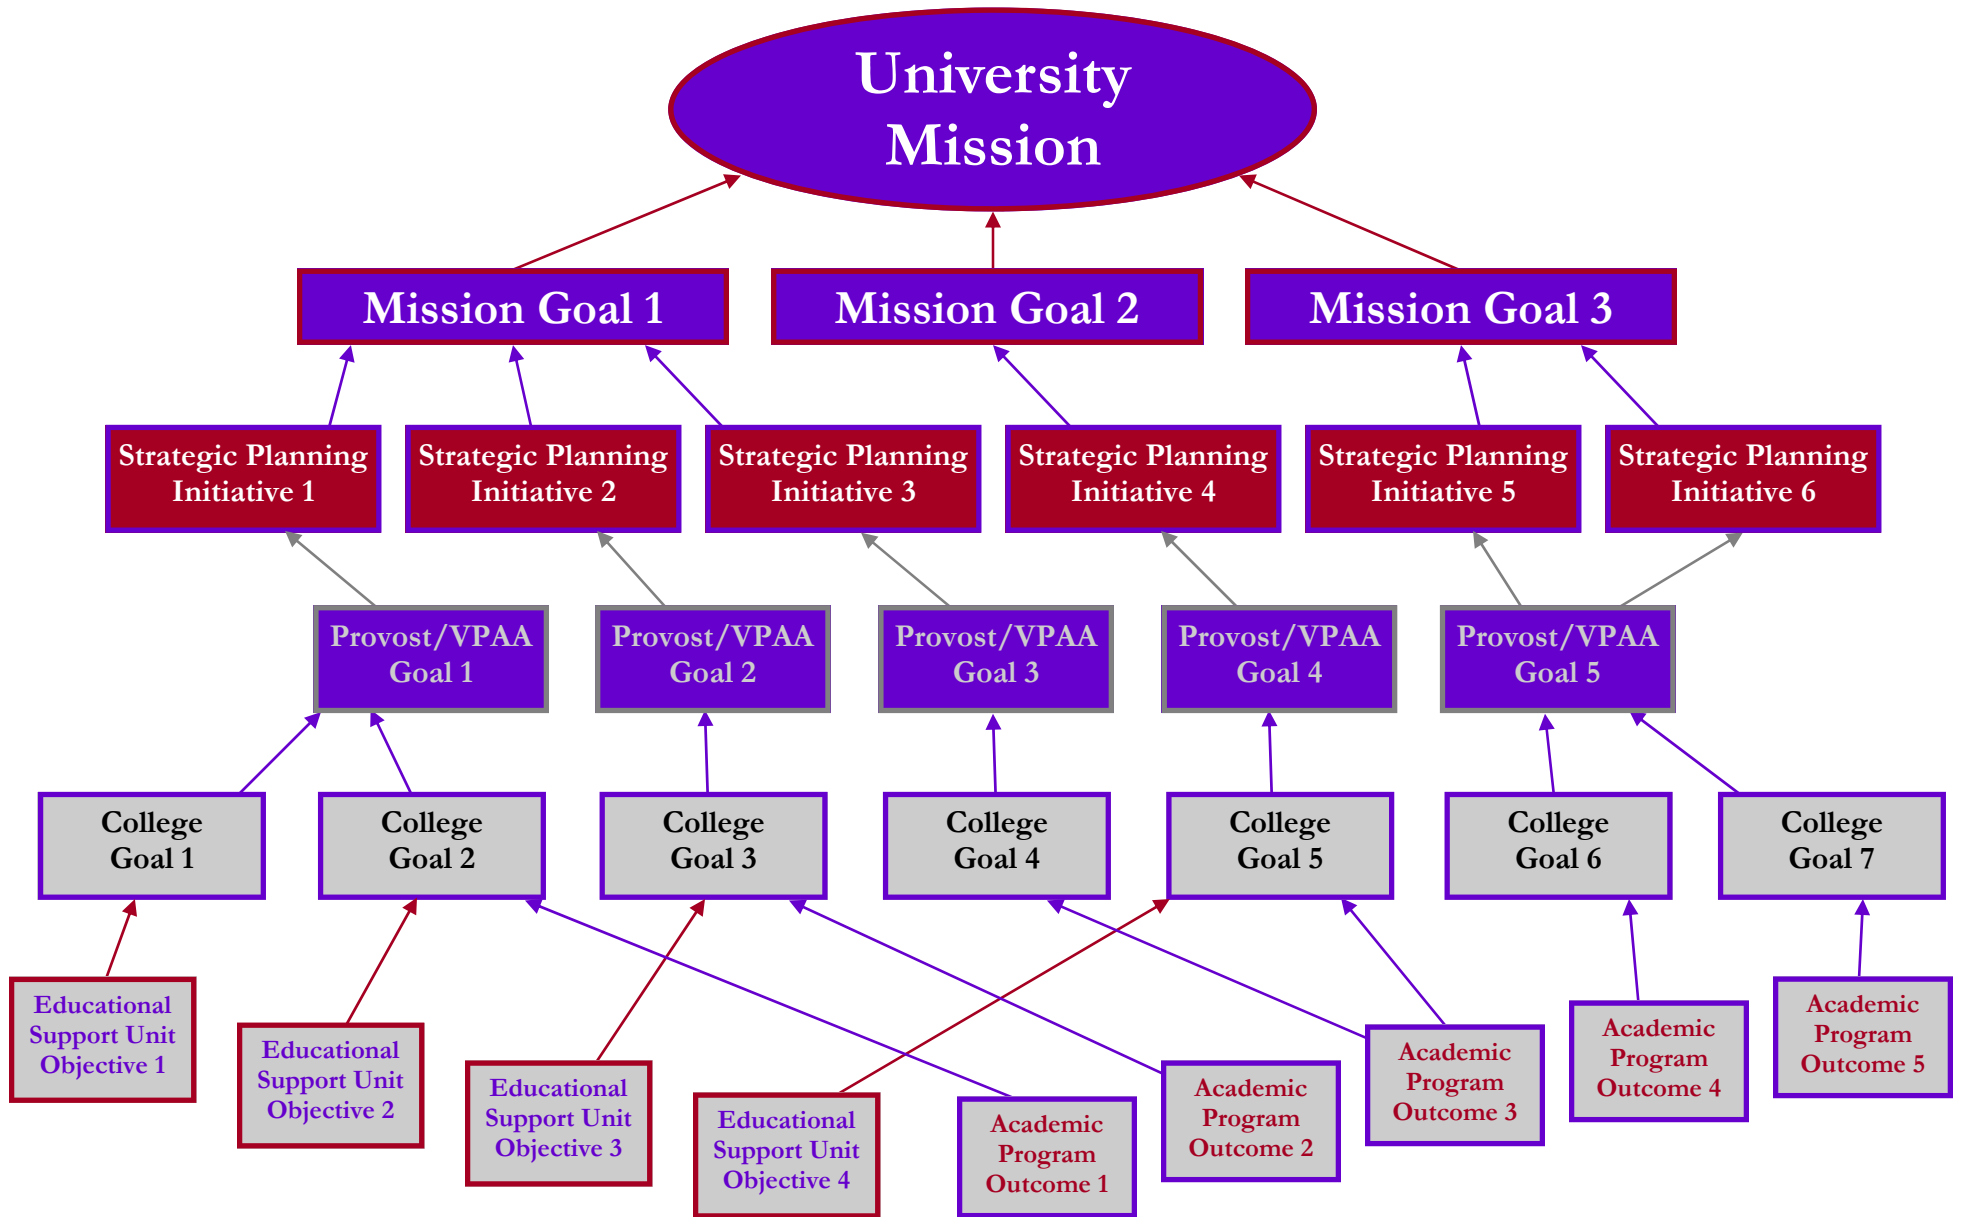 University
Mission
Mission Goal 1
Mission Goal 2
Mission Goal 3
Strategic Planning
Initiative 1
Strategic Planning
Initiative 2
Strategic Planning
Initiative 3
Strategic Planning
Initiative 4
Strategic Planning
Initiative 5
Strategic Planning
Initiative 6
Provost/VPAA
Goal 1
Provost/VPAA
Goal 2
Provost/VPAA
Goal 3
Provost/VPAA
Goal 4
Provost/VPAA
Goal 5
College
Goal 1
College
Goal 2
College
Goal 3
College
Goal 4
College
Goal 5
College
Goal 6
College
Goal 7
Educational
Support Unit
Objective 1
Educational
Support Unit
Objective 2
Educational
Support Unit
Objective 3
Educational
Support Unit
Objective 4
Academic
Program
Outcome 1
Academic
Program
Outcome 2
Academic
Program
Outcome 3
Academic
Program
Outcome 4
Academic
Program
Outcome 5